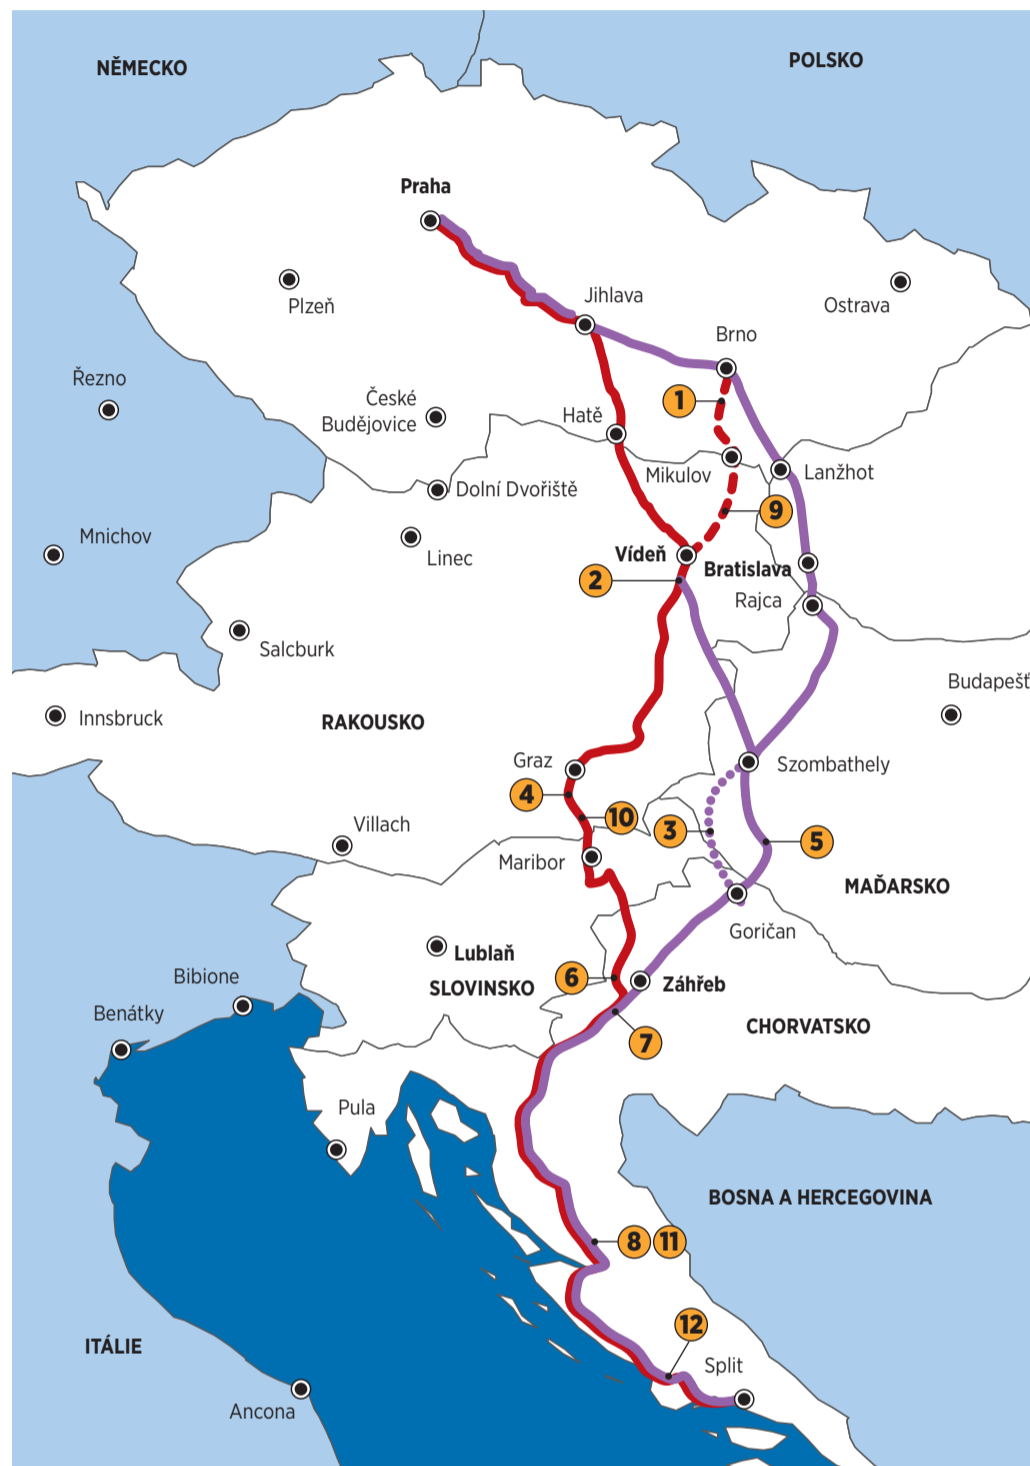 POLSKO
NĚMECKO
Praha
Plzeň
Ostrava
Jihlava
Brno
Řezno
České
Budějovice
1
Hatě
Mikulov
Lanžhot
Dolní Dvořiště
9
Mnichov
Linec
Vídeň
Bratislava
2
Rajca
Salcburk
Budapešť
Innsbruck
RAKOUSKO
Graz
Szombathely
4
10
3
5
Villach
Maribor
MAĎARSKO
Goričan
Lublaň
Bibione
SLOVINSKO
6
Záhřeb
Benátky
CHORVATSKO
7
Pula
BOSNA A HERCEGOVINA
8
11
12
ITÁLIE
Split
Ancona